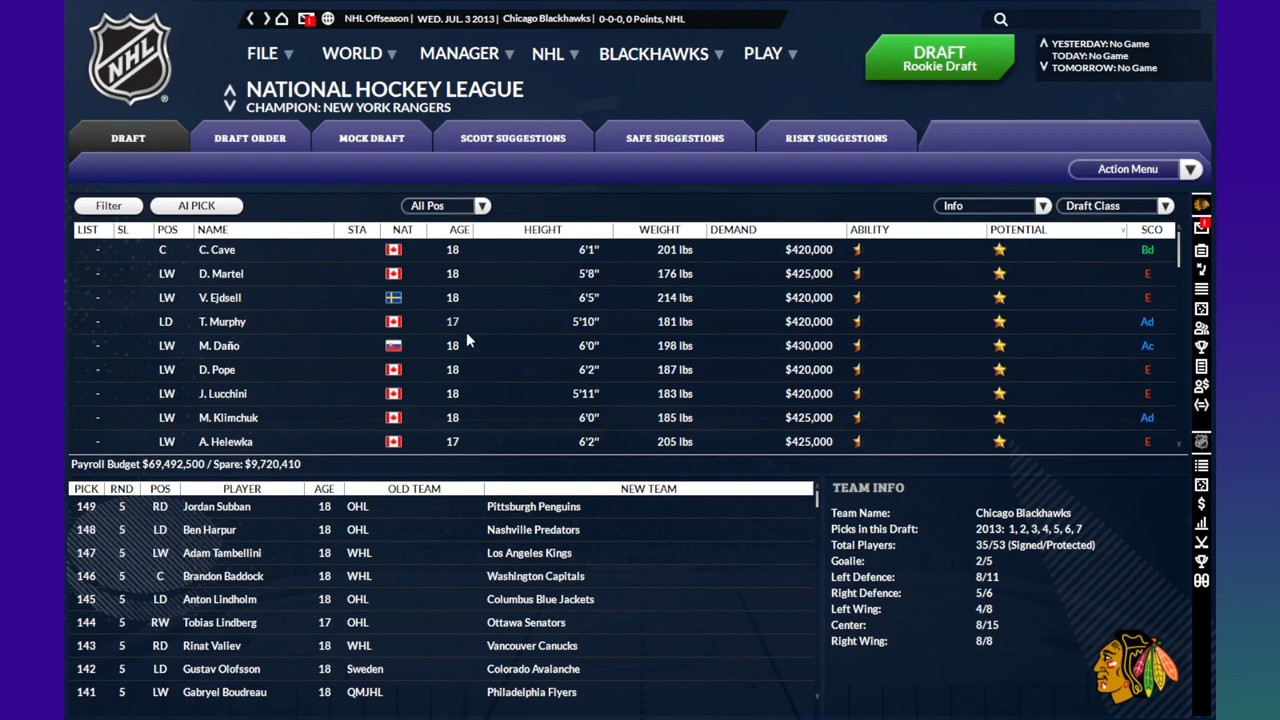 NHL Offseason | WED. JUL. 3 2013 | Chicago Blackhawks | 0-0-0, 0 Points, NHL
NHL
FILE WORLD MANAGER NHL BLACKHAWKS PLAY
DRAFT
Rookie Draft
YESTERDAY: No Game
TODAY: No Game
TOMORROW: No Game
NATIONAL HOCKEY LEAGUE
CHAMPION: NEW YORK RANGERS
DRAFT DRAFT ORDER MOCK DRAFT SCOUT SUGGESTIONS SAFE SUGGESTIONS RISKY SUGGESTIONS
Action Menu
Filter AI PICK All Pos Info Draft Class
LIST SL POS NAME STA NAT AGE HEIGHT WEIGHT DEMAND ABILITY POTENTIAL SCO
- C C. Cave 18 6'1" 201 lbs $420,000 Bd
- LW D. Martel 18 5'8" 176 lbs $425,000 E
- LW V. Ejdsell 18 6'5" 214 lbs $420,000 E
- LD T. Murphy 17 5'10" 181 lbs $420,000 Ad
- LW M. Daňo 18 6'0" 198 lbs $430,000 Ac
- LW D. Pope 18 6'2" 187 lbs $420,000 E
- LW J. Lucchini 18 5'11" 183 lbs $420,000 E
- LW M. Klimchuk 18 6'0" 185 lbs $425,000 Ad
- LW A. Helewka 17 6'2" 205 lbs $425,000 E
Payroll Budget $69,492,500 / Spare: $9,720,410
PICK RND POS PLAYER AGE OLD TEAM NEW TEAM
149 5 RD Jordan Subban 18 OHL Pittsburgh Penguins
148 5 LD Ben Harpur 18 OHL Nashville Predators
147 5 LW Adam Tambellini 18 WHL Los Angeles Kings
146 5 C Brandon Baddock 18 WHL Washington Capitals
145 5 LD Anton Lindholm 18 OHL Columbus Blue Jackets
144 5 RW Tobias Lindberg 17 OHL Ottawa Senators
143 5 RD Rinat Valiev 18 WHL Vancouver Canucks
142 5 LD Gustav Olofsson 18 Sweden Colorado Avalanche
141 5 LW Gabryel Boudreau 18 QMJHL Philadelphia Flyers
TEAM INFO
Team Name: Chicago Blackhawks
Picks in this Draft: 2013: 1, 2, 3, 4, 5, 6, 7
Total Players: 35/53 (Signed/Protected)
Goalie: 2/5
Left Defence: 8/11
Right Defence: 5/6
Left Wing: 4/8
Center: 8/15
Right Wing: 8/8